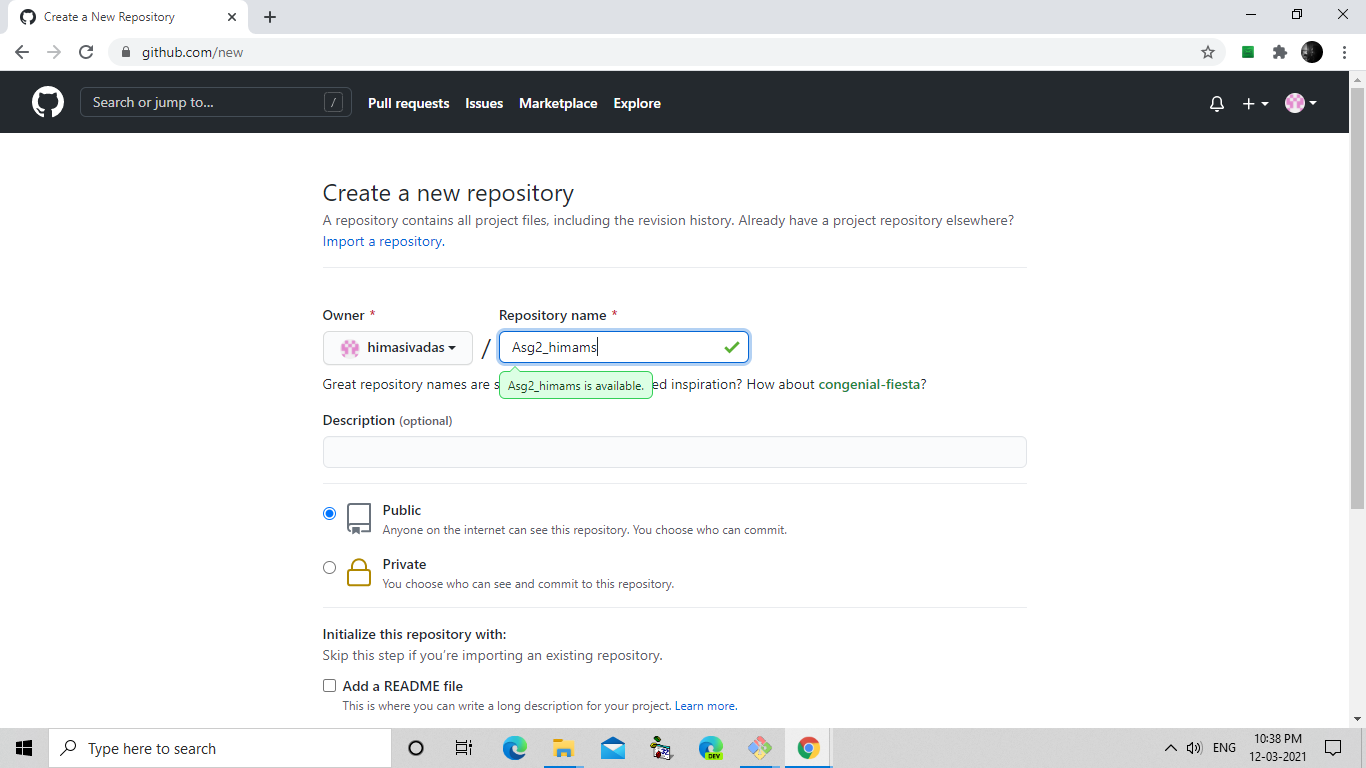 Create a New Repository
github.com/new
Search or jump to...
/
Pull requests
Issues
Marketplace
Explore
Create a new repository
A repository contains all project files, including the revision history. Already have a project repository elsewhere?
Import a repository.
Owner *
Repository name *
himasivadas
/
Asg2_himams
Great repository names are s
Asg2_himams is available.
ed inspiration? How about congenial-fiesta?
Description (optional)
Public
Anyone on the internet can see this repository. You choose who can commit.
Private
You choose who can see and commit to this repository.
Initialize this repository with:
Skip this step if you're importing an existing repository.
Add a README file
This is where you can write a long description for your project. Learn more.
Type here to search
DEV
ENG
10:38 PM
12-03-2021